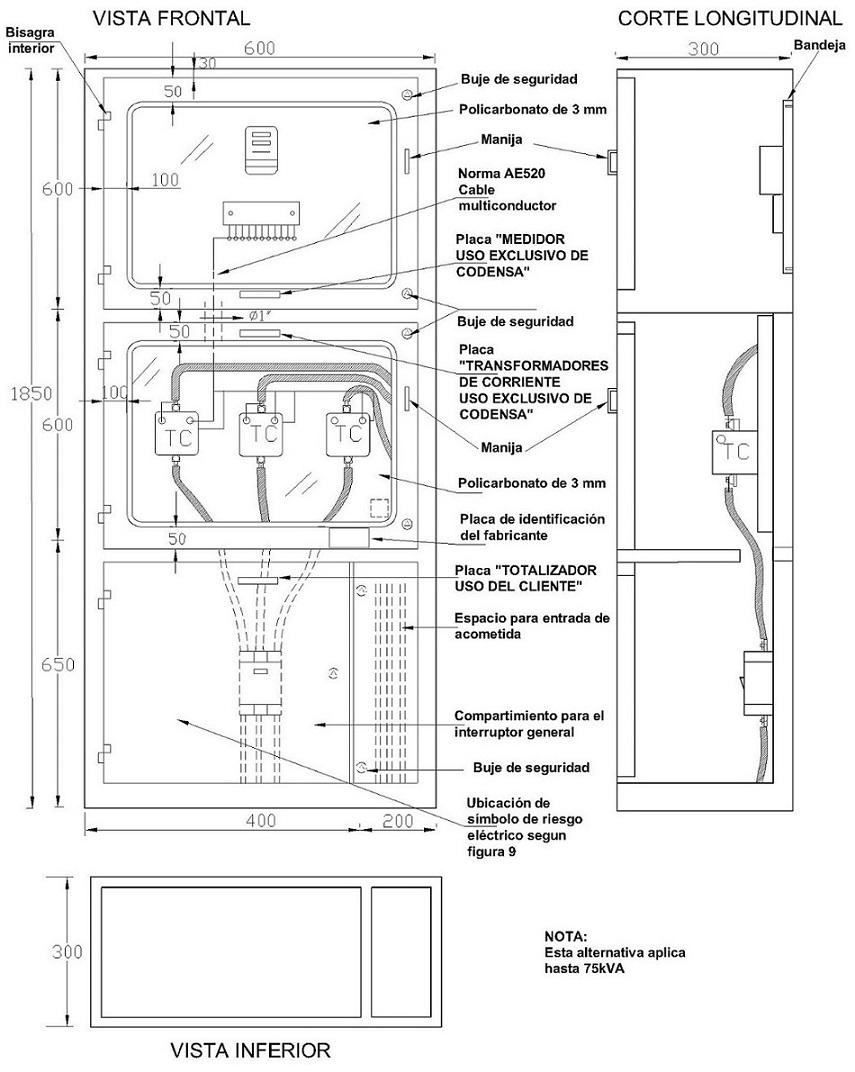 VISTA FRONTAL
CORTE LONGITUDINAL
Bisagra
interior
600
30
50
300
Bandeja
Buje de seguridad
Policarbonato de 3 mm
Manija
Norma AE520
Cable
multiconductor
600
100
Placa "MEDIDOR
USO EXCLUSIVO DE
CODENSA"
50
Ø1"
50
Buje de seguridad
Placa
"TRANSFORMADORES
DE CORRIENTE
USO EXCLUSIVO DE
CODENSA"
1850
100
600
TC
TC
TC
TC
Manija
Policarbonato de 3 mm
Placa de identificación
del fabricante
50
Placa "TOTALIZADOR
USO DEL CLIENTE"
Espacio para entrada de
acometida
650
Compartimiento para el
interruptor general
Buje de seguridad
Ubicación de
símbolo de riesgo
eléctrico segun
figura 9
400
200
300
NOTA:
Esta alternativa aplica
hasta 75kVA
VISTA INFERIOR